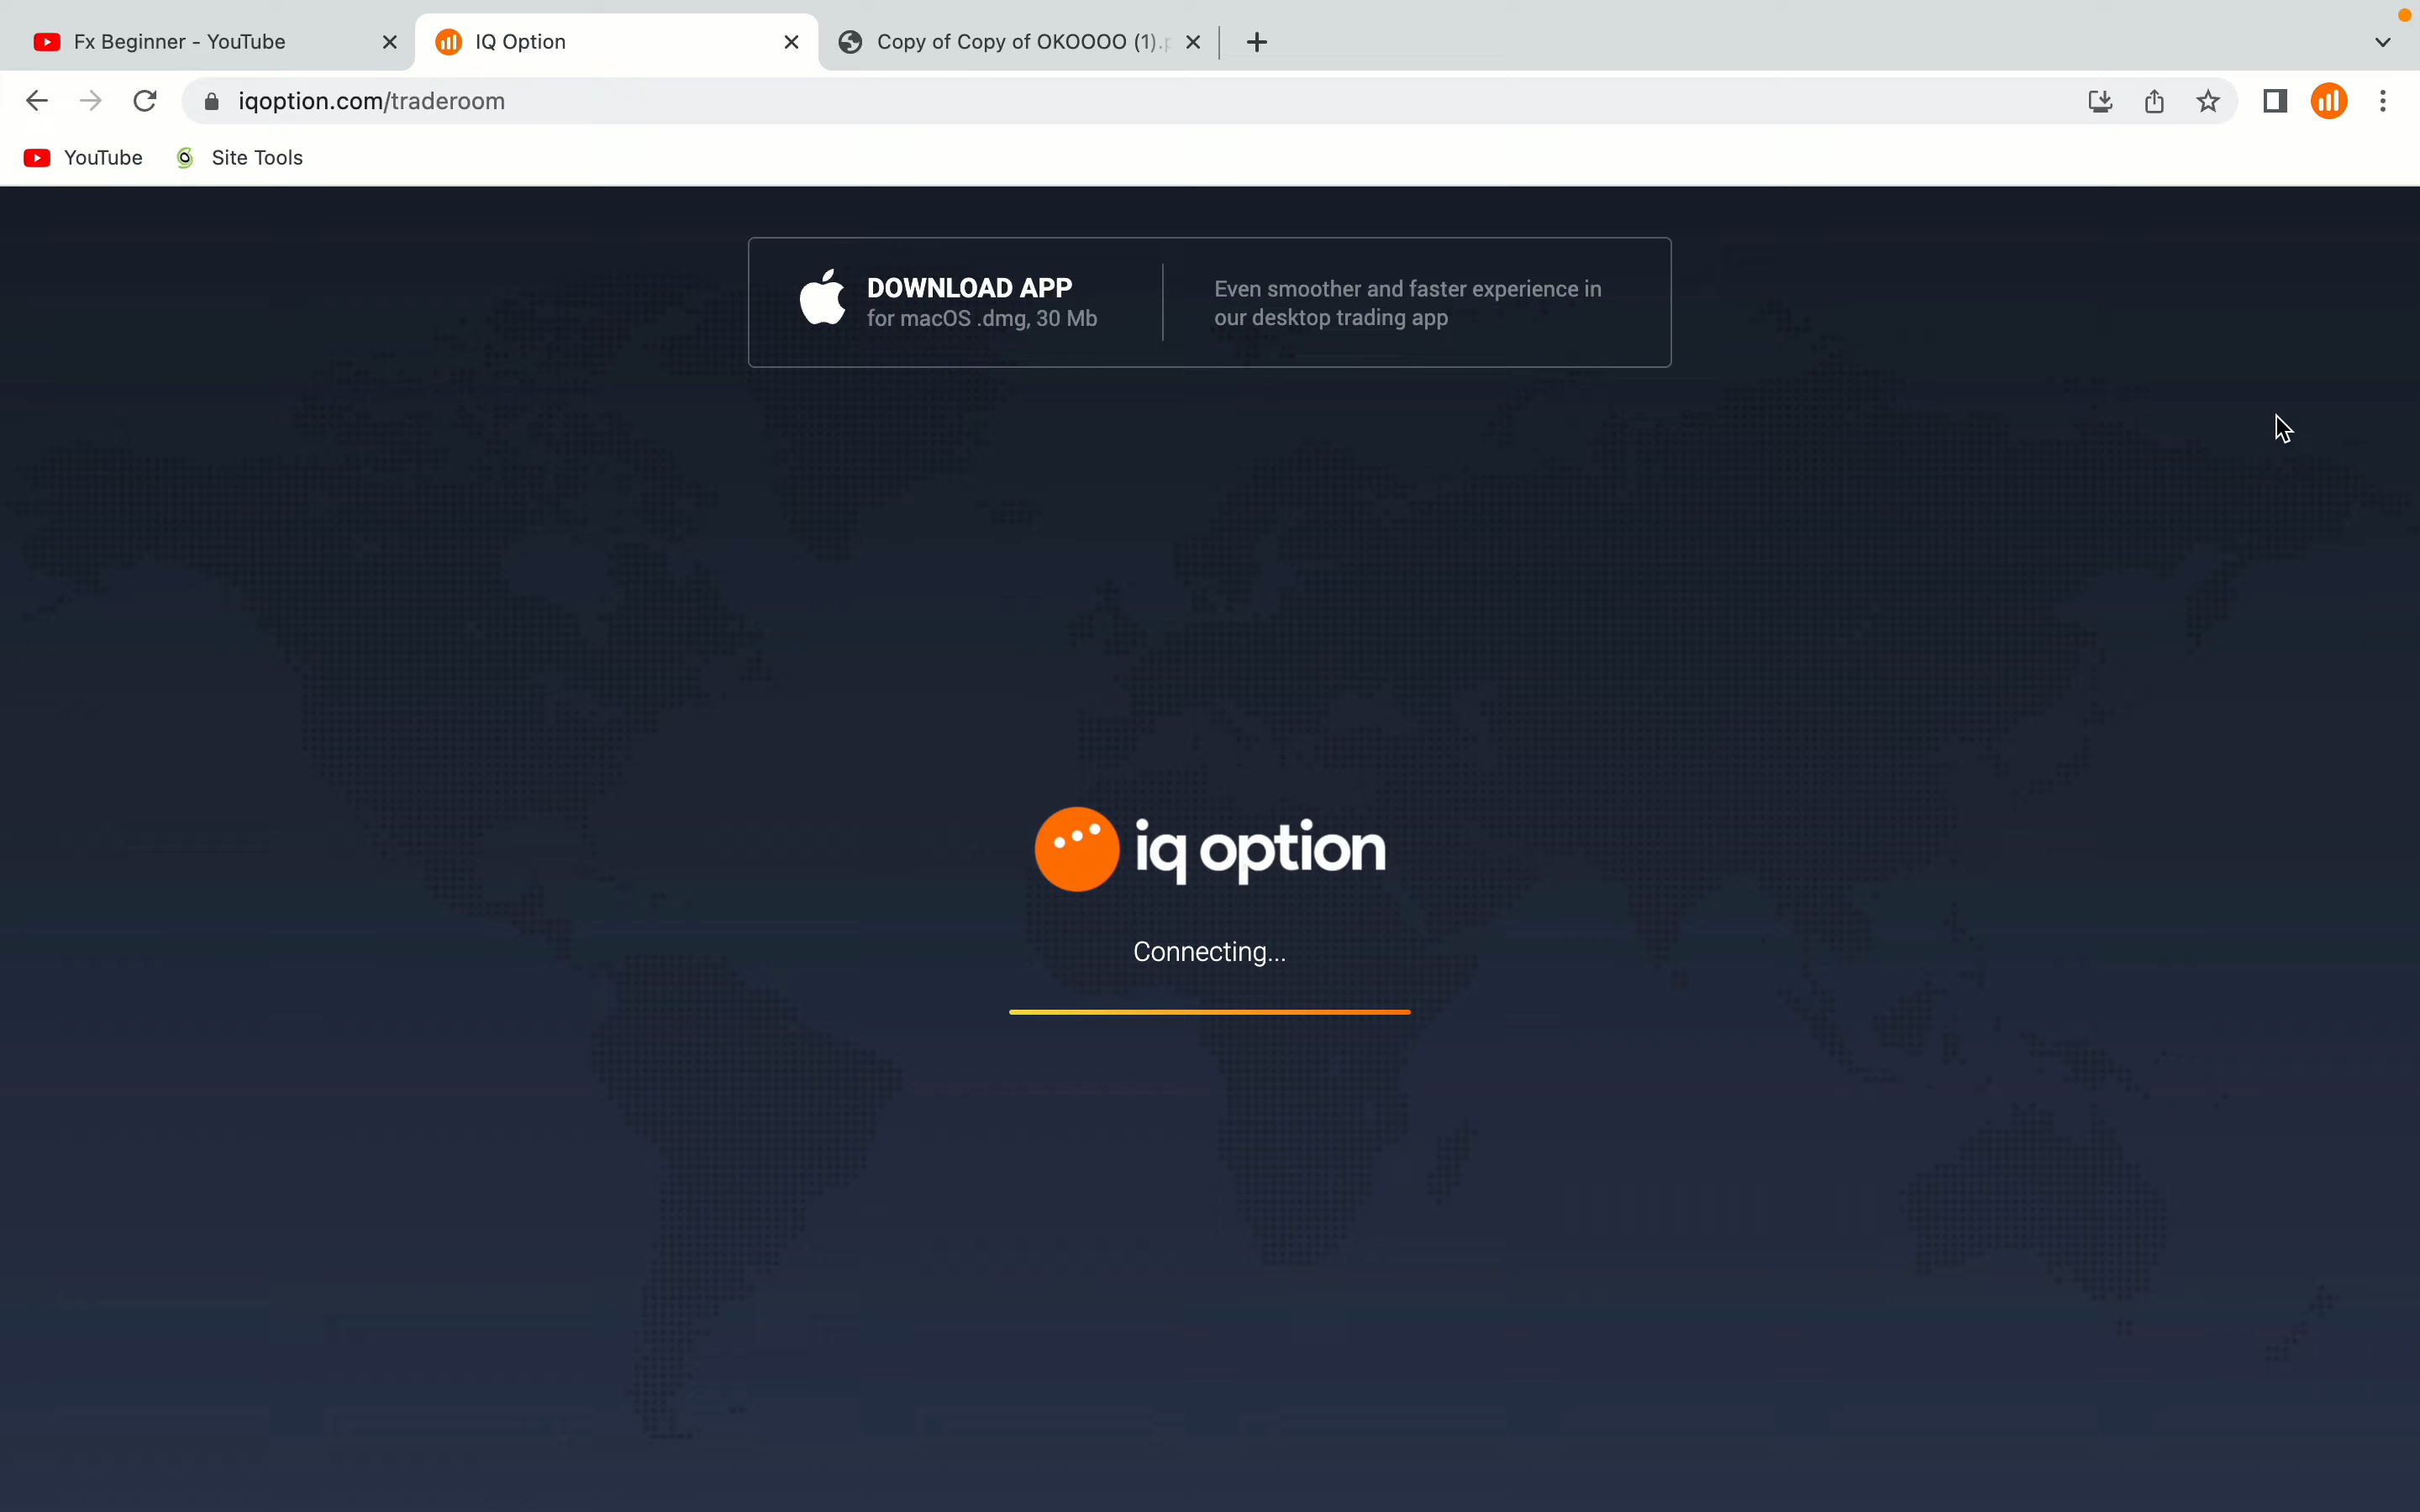 Fx Beginner - YouTube
IQ Option
Copy of Copy of OKOOOO (1).p
iqoption.com/traderoom
YouTube
Site Tools
DOWNLOAD APP
for macOS .dmg, 30 Mb
Even smoother and faster experience in
our desktop trading app
iq option
Connecting...